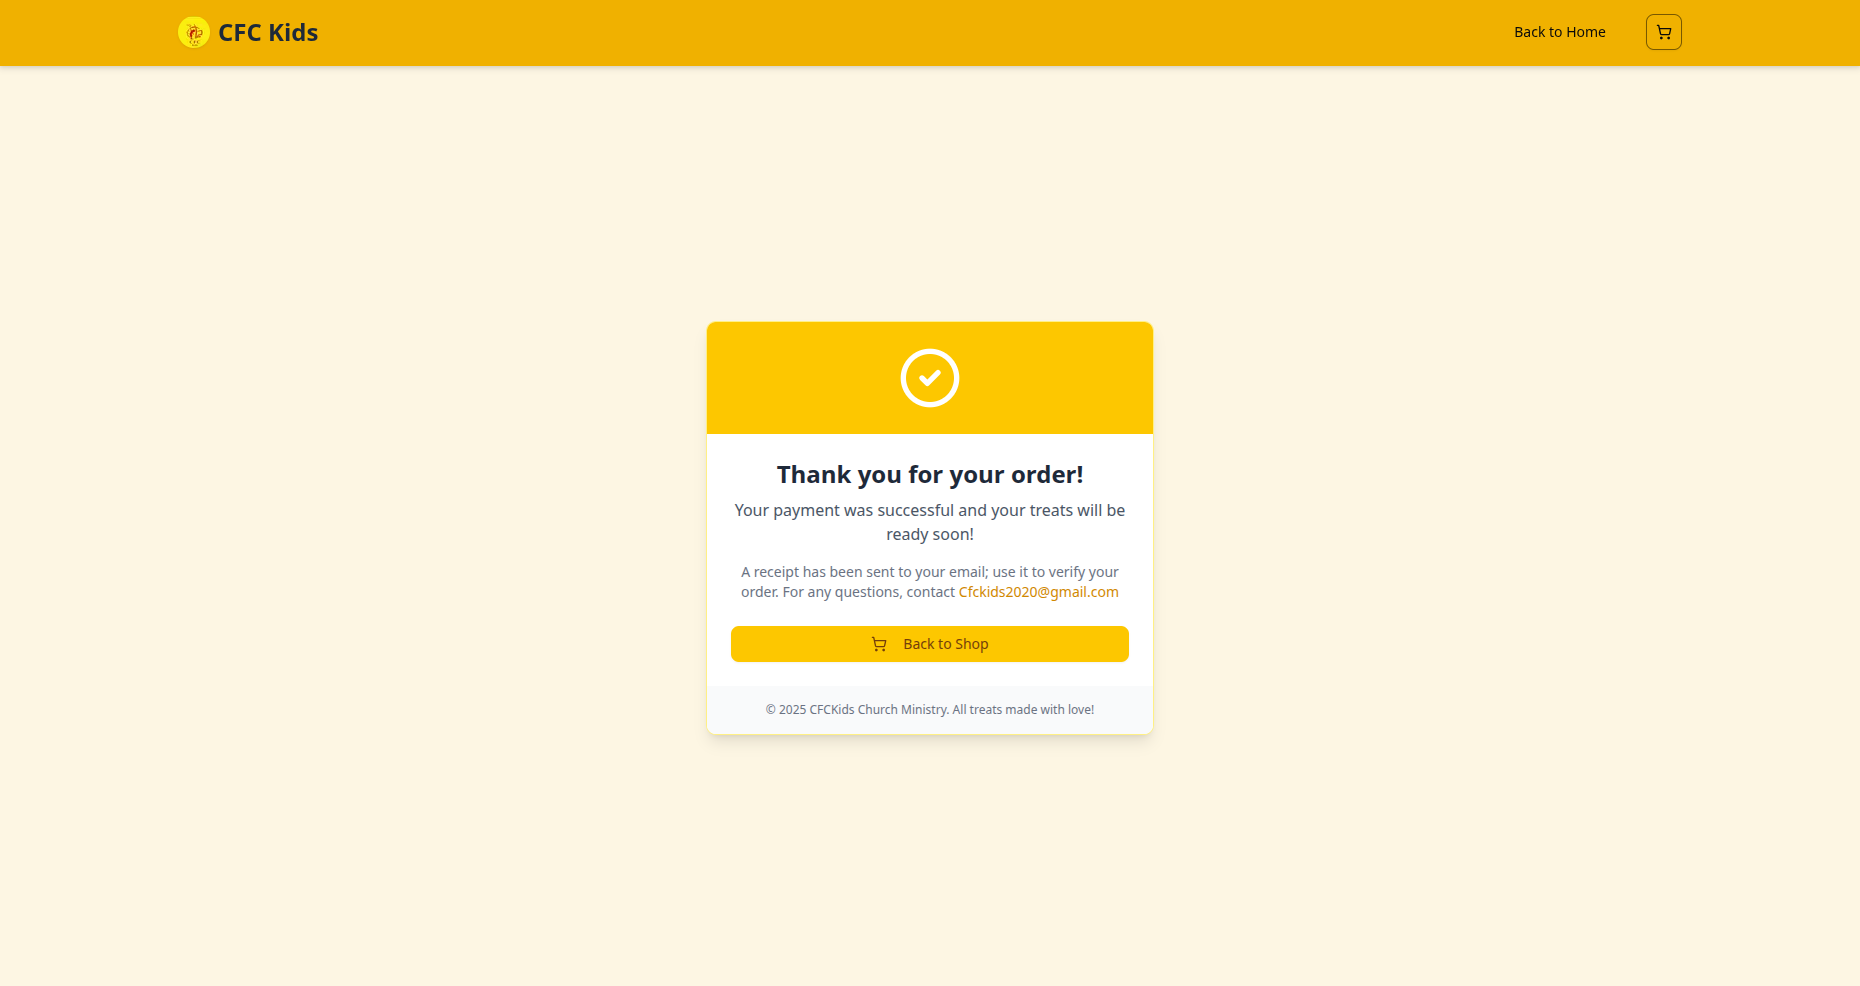 CFC Kids
Back to Home
Thank you for your order!
Your payment was successful and your treats will be
ready soon!
A receipt has been sent to your email; use it to verify your
order. For any questions, contact Cfckids2020@gmail.com
Back to Shop
© 2025 CFCKids Church Ministry. All treats made with love!